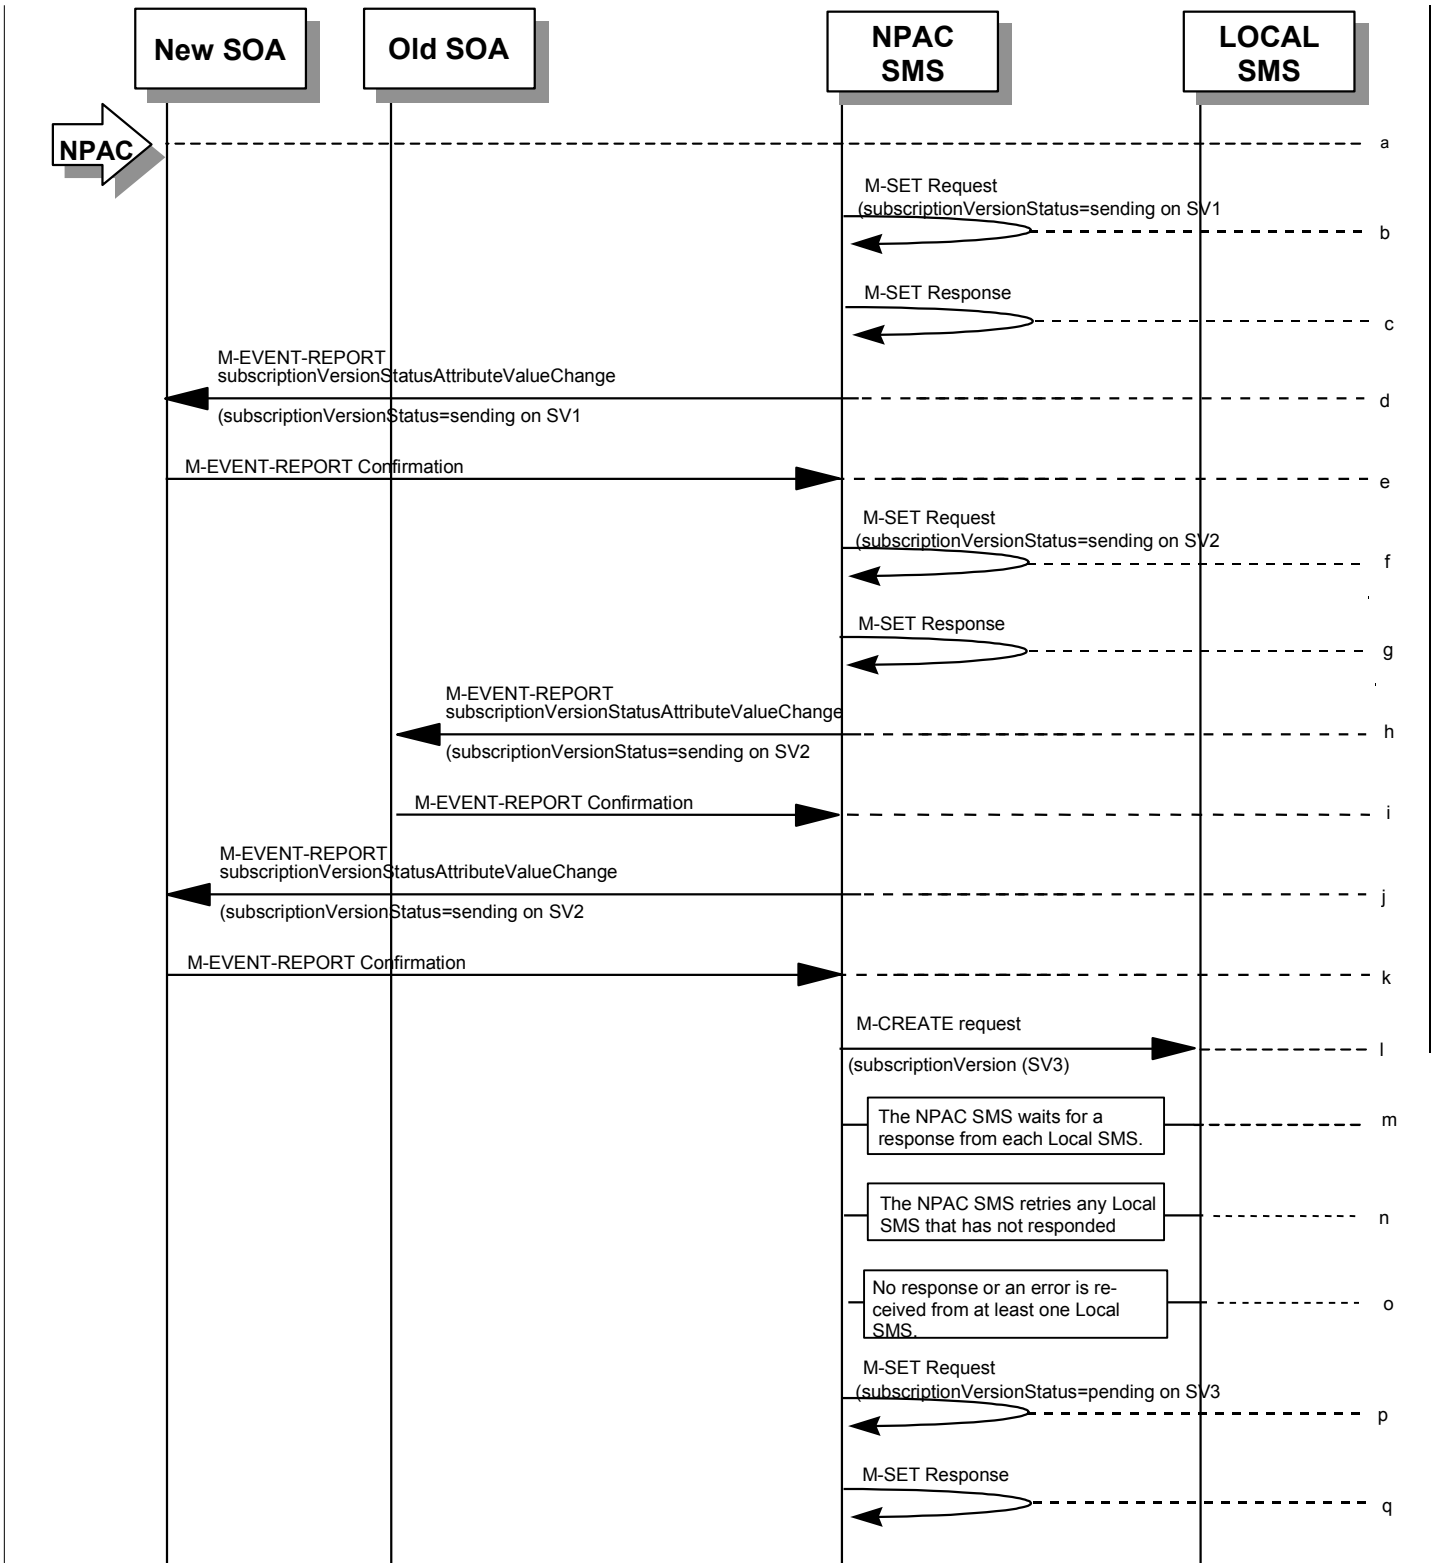 New SOA
Old SOA
NPAC
SMS
LOCAL
SMS
NPAC
a
M-SET Request
(subscriptionVersionStatus=sending on SV1
b
M-SET Response
c
M-EVENT-REPORT
subscriptionVersionStatusAttributeValueChange
(subscriptionVersionStatus=sending on SV1
d
M-EVENT-REPORT Confirmation
e
M-SET Request
(subscriptionVersionStatus=sending on SV2
f
M-SET Response
g
M-EVENT-REPORT
subscriptionVersionStatusAttributeValueChange
(subscriptionVersionStatus=sending on SV2
h
M-EVENT-REPORT Confirmation
i
M-EVENT-REPORT
subscriptionVersionStatusAttributeValueChange
(subscriptionVersionStatus=sending on SV2
j
M-EVENT-REPORT Confirmation
k
M-CREATE request
(subscriptionVersion (SV3)
l
The NPAC SMS waits for a
response from each Local SMS.
m
The NPAC SMS retries any Local
SMS that has not responded
n
No response or an error is re-
ceived from at least one Local
SMS.
o
M-SET Request
(subscriptionVersionStatus=pending on SV3
p
M-SET Response
q